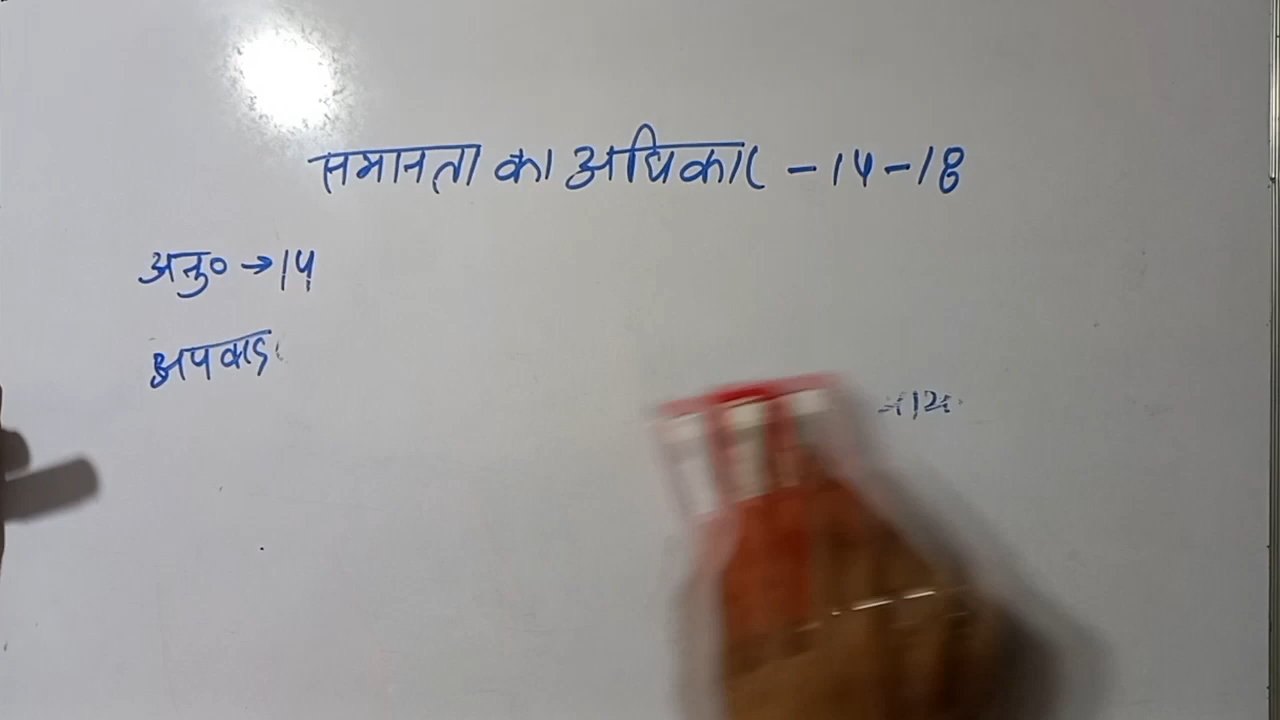 समानता का अधिकार - 14 - 18
अनु० → 14
अपवाद